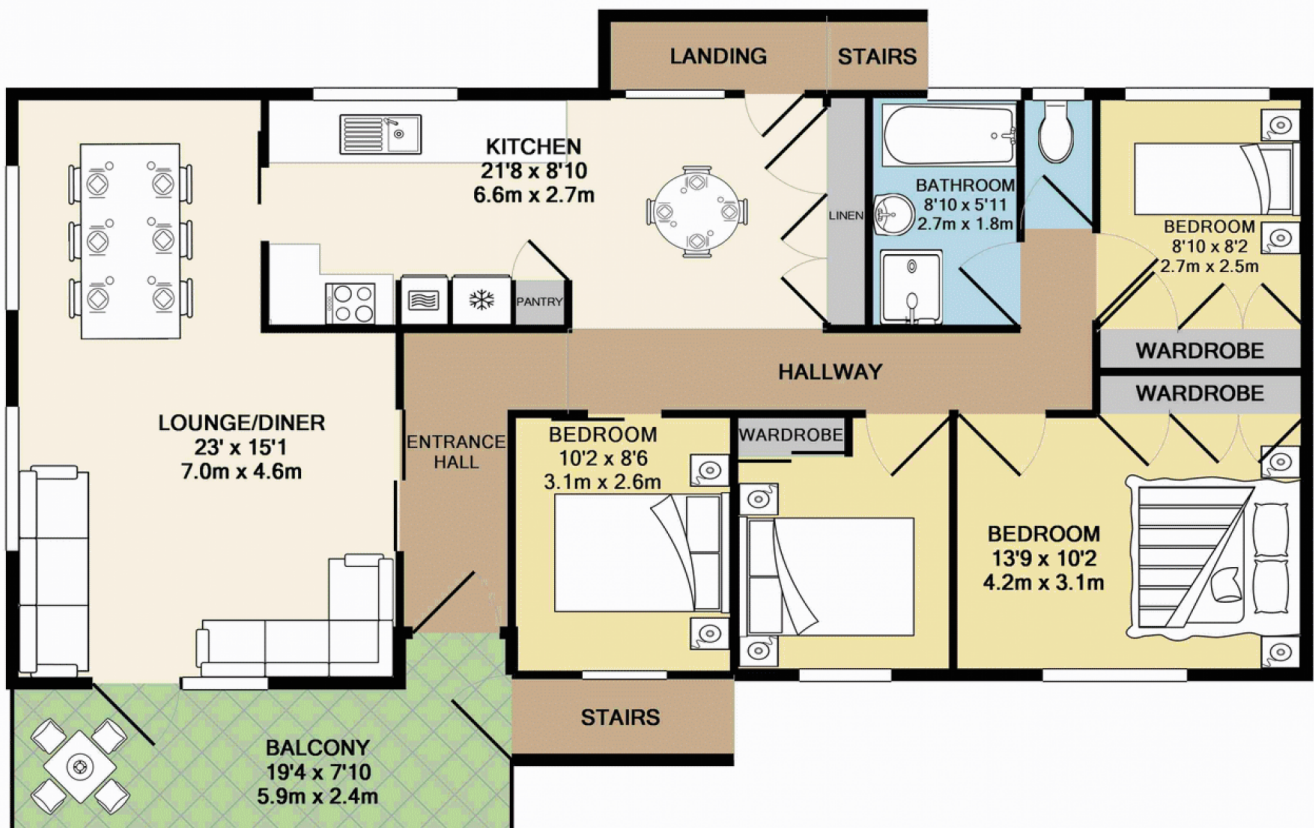 LANDING
STAIRS
KITCHEN
21'8 x 8'10
6.6m x 2.7m
LINEN
BATHROOM
8'10 x 5'11
2.7m x 1.8m
BEDROOM
8'10 x 8'2
2.7m x 2.5m
PANTRY
WARDROBE
HALLWAY
WARDROBE
LOUNGE/DINER
23' x 15'1
7.0m x 4.6m
ENTRANCE
HALL
BEDROOM
10'2 x 8'6
3.1m x 2.6m
WARDROBE
BEDROOM
13'9 x 10'2
4.2m x 3.1m
STAIRS
BALCONY
19'4 x 7'10
5.9m x 2.4m